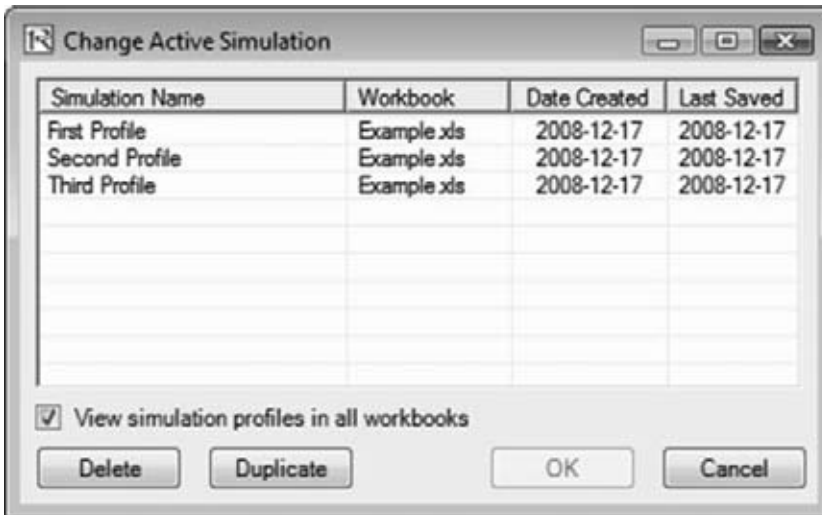 Change Active Simulation
Simulation Name Workbook Date Created Last Saved
First Profile Example.xls 2008-12-17 2008-12-17
Second Profile Example.xls 2008-12-17 2008-12-17
Third Profile Example.xls 2008-12-17 2008-12-17
View simulation profiles in all workbooks
Delete Duplicate OK Cancel